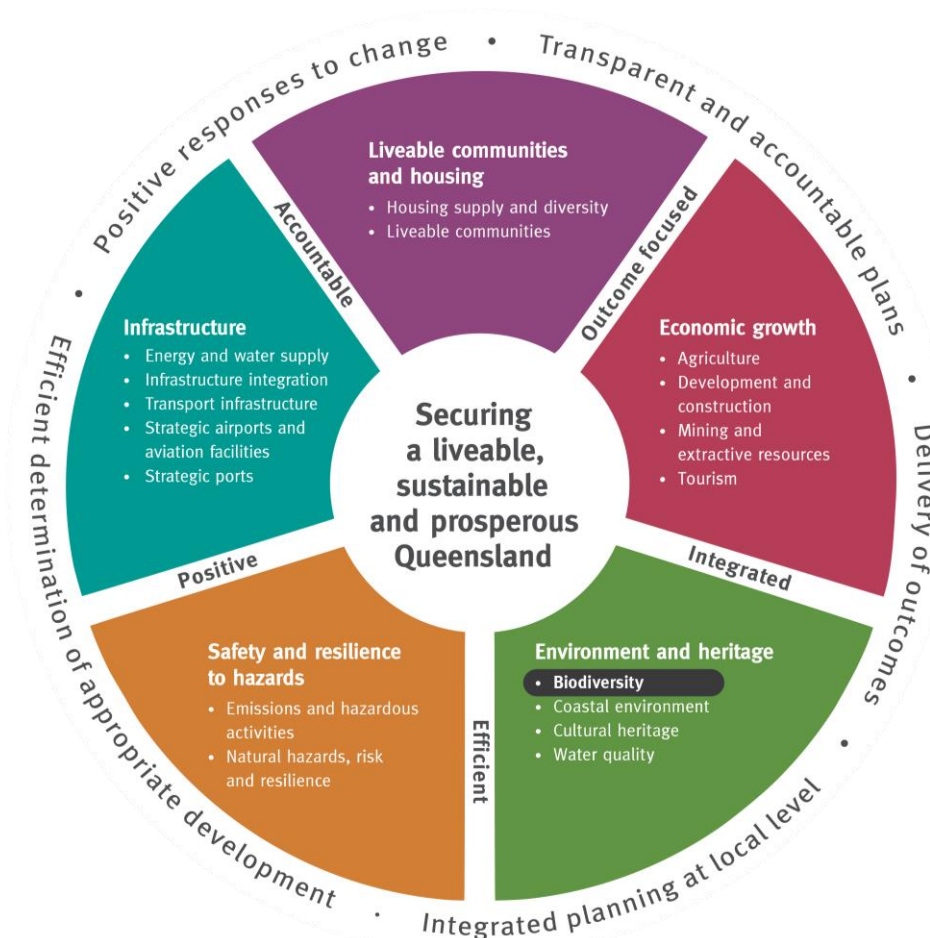 Positive responses to change
•
Transparent and accountable plans
•
Delivery of outcomes
•
Integrated planning at local level
•
Efficient determination of appropriate development
•
Liveable communities
and housing
• Housing supply and diversity
• Liveable communities
Accountable
Outcome focused
Infrastructure
• Energy and water supply
• Infrastructure integration
• Transport infrastructure
• Strategic airports and
aviation facilities
• Strategic ports
Economic growth
• Agriculture
• Development and
construction
• Mining and
extractive resources
• Tourism
Securing
a liveable,
sustainable
and prosperous
Queensland
Positive
Integrated
Safety and resilience
to hazards
• Emissions and hazardous
activities
• Natural hazards, risk
and resilience
Efficient
Environment and heritage
• Biodiversity
• Coastal environment
• Cultural heritage
• Water quality